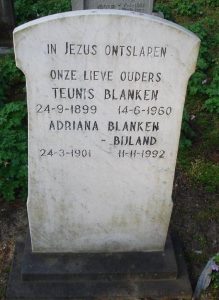 IN JEZUS ONTSLAPEN
ONZE LIEVE OUDERS
TEUNIS BLANKEN
24-9-1899 14-6-1960
ADRIANA BLANKEN
- BIJLAND
24-3-1901 11-11-1992